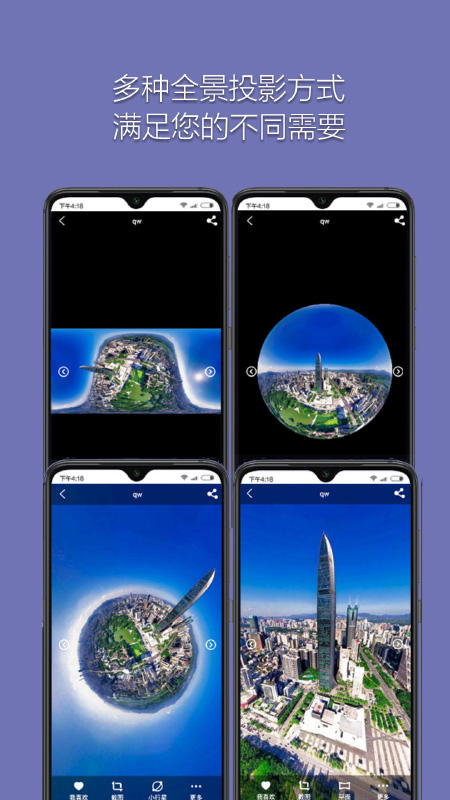 多种全景投影方式
满足您的不同需要
下午4:18
qw
下午4:18
qw
下午4:18
qw
我喜欢 截图 小行星 更多
下午4:18
qw
我喜欢 截图 平视 更多